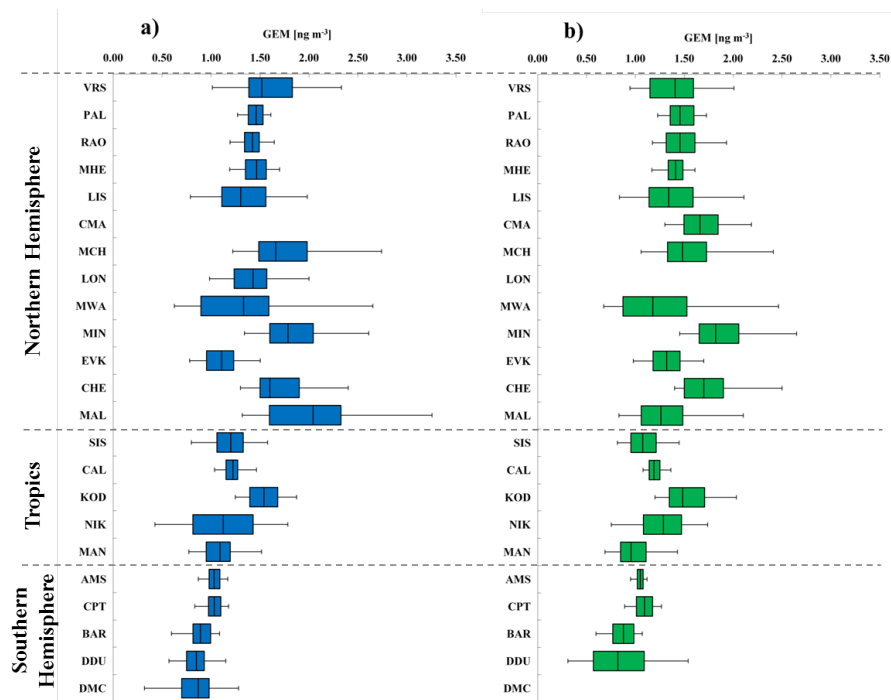 a)
GEM [ng m-3]
0.00 0.50 1.00 1.50 2.00 2.50 3.00 3.50
b)
GEM [ng m-3]
0.00 0.50 1.00 1.50 2.00 2.50 3.00 3.50
Northern Hemisphere
VRS
PAL
RAO
MHE
LIS
CMA
MCH
LON
MWA
MIN
EVK
CHE
MAL
Tropics
SIS
CAL
KOD
NIK
MAN
Southern
Hemisphere
AMS
CPT
BAR
DDU
DMC
VRS
PAL
RAO
MHE
LIS
CMA
MCH
LON
MWA
MIN
EVK
CHE
MAL
SIS
CAL
KOD
NIK
MAN
AMS
CPT
BAR
DDU
DMC